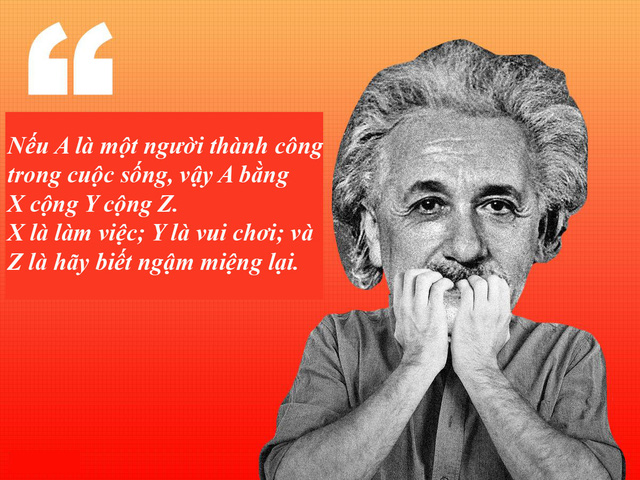 Nếu A là một người thành công
trong cuộc sống, vậy A bằng
X cộng Y cộng Z.
X là làm việc; Y là vui chơi; và
Z là hãy biết ngậm miệng lại.